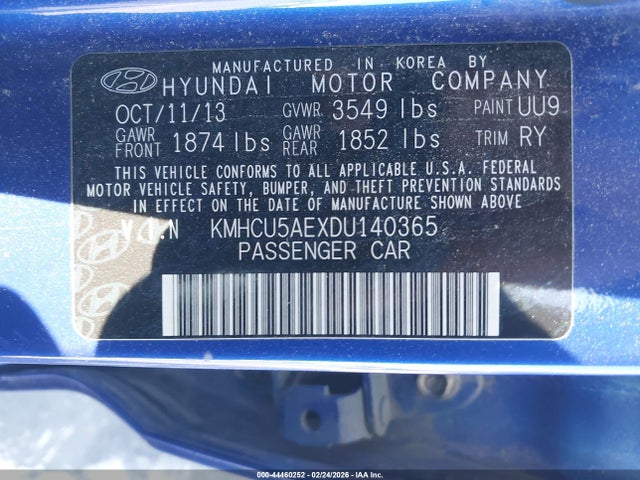 MANUFACTURED IN KOREA BY
HYUNDAI MOTOR COMPANY
OCT/11/13 GVWR 3549 lbs PAINT UU9
GAWR FRONT 1874 lbs GAWR REAR 1852 lbs TRIM RY
THIS VEHICLE CONFORMS TO ALL APPLICABLE U.S.A. FEDERAL
MOTOR VEHICLE SAFETY, BUMPER, AND THEFT PREVENTION STANDARDS
IN EFFECT ON THE DATE OF MANUFACTURE SHOWN ABOVE
V.I.N KMHCU5AEXDU140365
PASSENGER CAR
000-44460252 - 02/24/2026 - IAAI.com